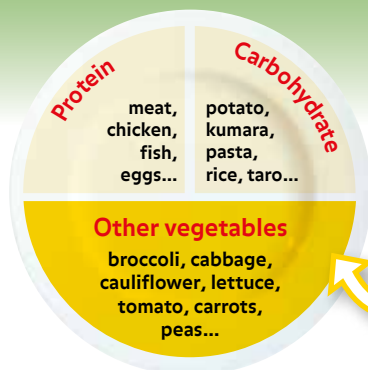 Protein
meat,
chicken,
fish,
eggs...
Carbohydrate
potato,
kumara,
pasta,
rice, taro...
Other vegetables
broccoli, cabbage,
cauliflower, lettuce,
tomato, carrots,
peas...